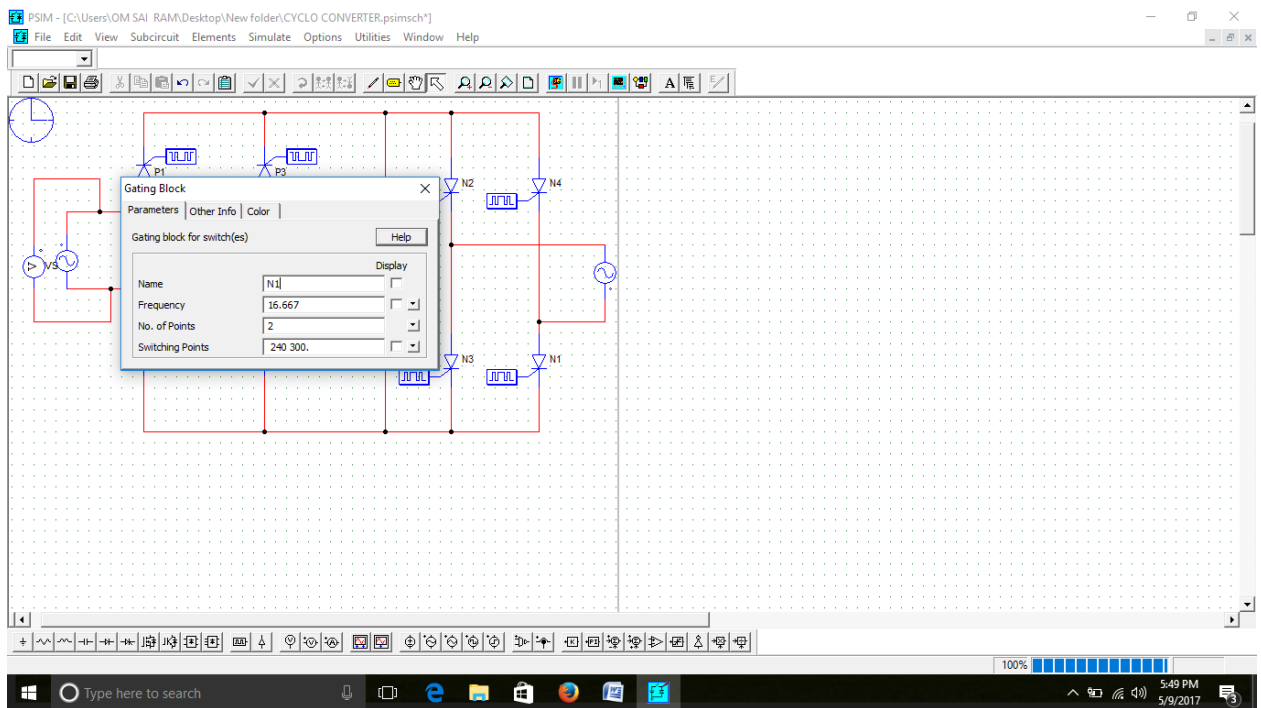 PSIM - [C:\Users\OM SAI RAM\Desktop\New folder\CYCLO CONVERTER.psimsch*]
File Edit View Subcircuit Elements Simulate Options Utilities Window Help
P1 P3
N2 N4
Gating Block
Parameters Other Info Color
Gating block for switch(es) Help
Display
VS
Name N1
Frequency 16.667
No. of Points 2
Switching Points 240 300.
N3 N1
100%
Type here to search
5:49 PM
5/9/2017
3